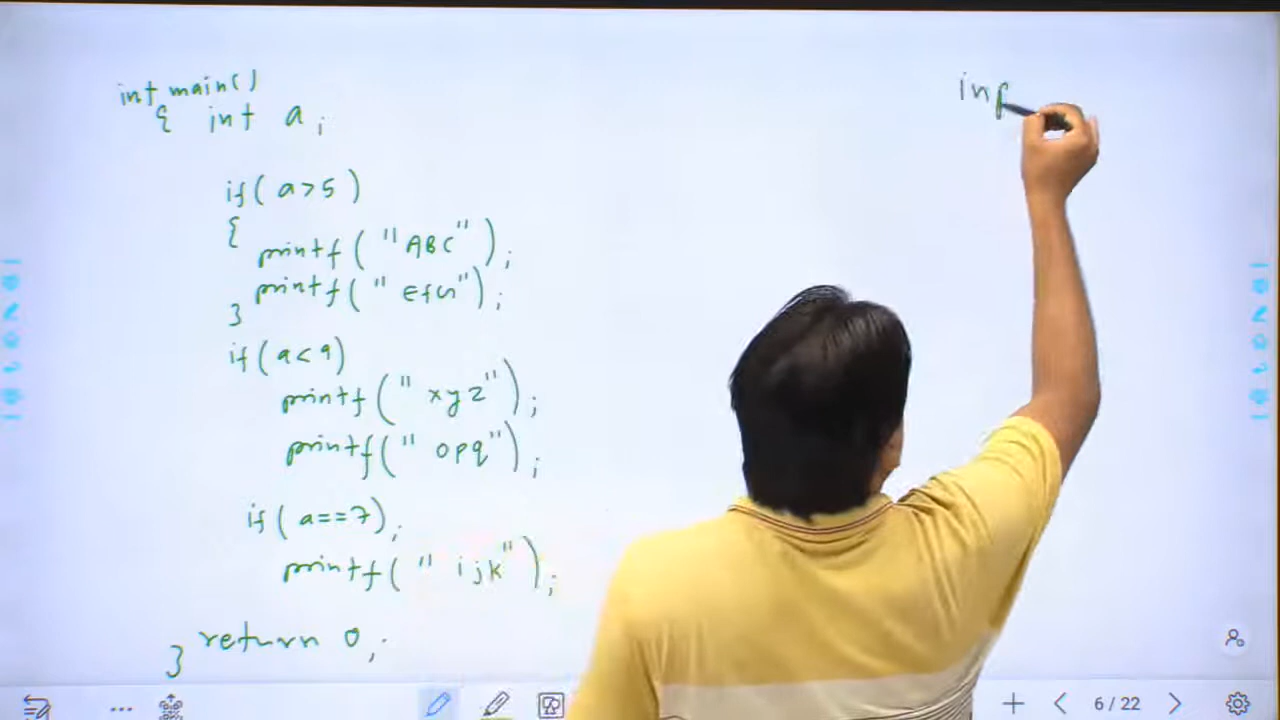 int main()
{ int a;
if( a>5 )
{
printf( "ABC" );
printf( "EFG");
}
if( a<9)
printf( "xyz");
printf(" opq");
if( a==7);
printf( " ijk");
return 0;
}
inp
6 / 22